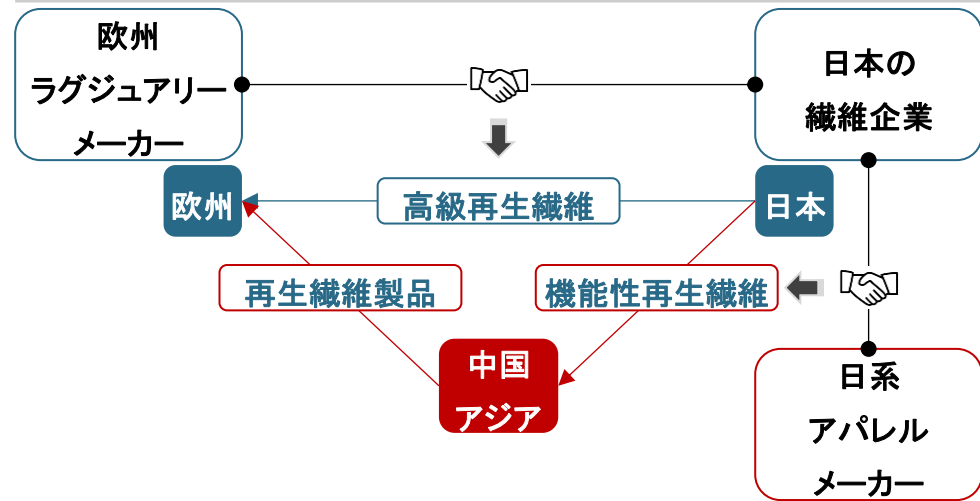 欧州
ラグジュアリー
メーカー
日本の
繊維企業
欧州
高級再生繊維
日本
再生繊維製品
機能性再生繊維
中国
アジア
日系
アパレル
メーカー